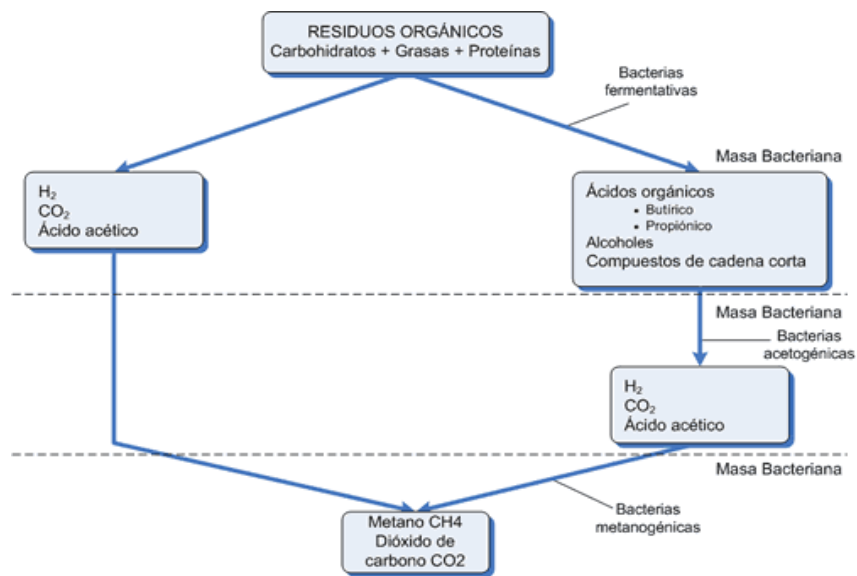 RESIDUOS ORGÁNICOS
Carbohidratos + Grasas + Proteínas
Bacterias
fermentativas
Masa Bacteriana
H₂
CO₂
Ácido acético
Ácidos orgánicos
• Butírico
• Propiónico
Alcoholes
Compuestos de cadena corta
Masa Bacteriana
Bacterias
acetogénicas
H₂
CO₂
Ácido acético
Masa Bacteriana
Bacterias
metanogénicas
Metano CH4
Dióxido de
carbono CO2